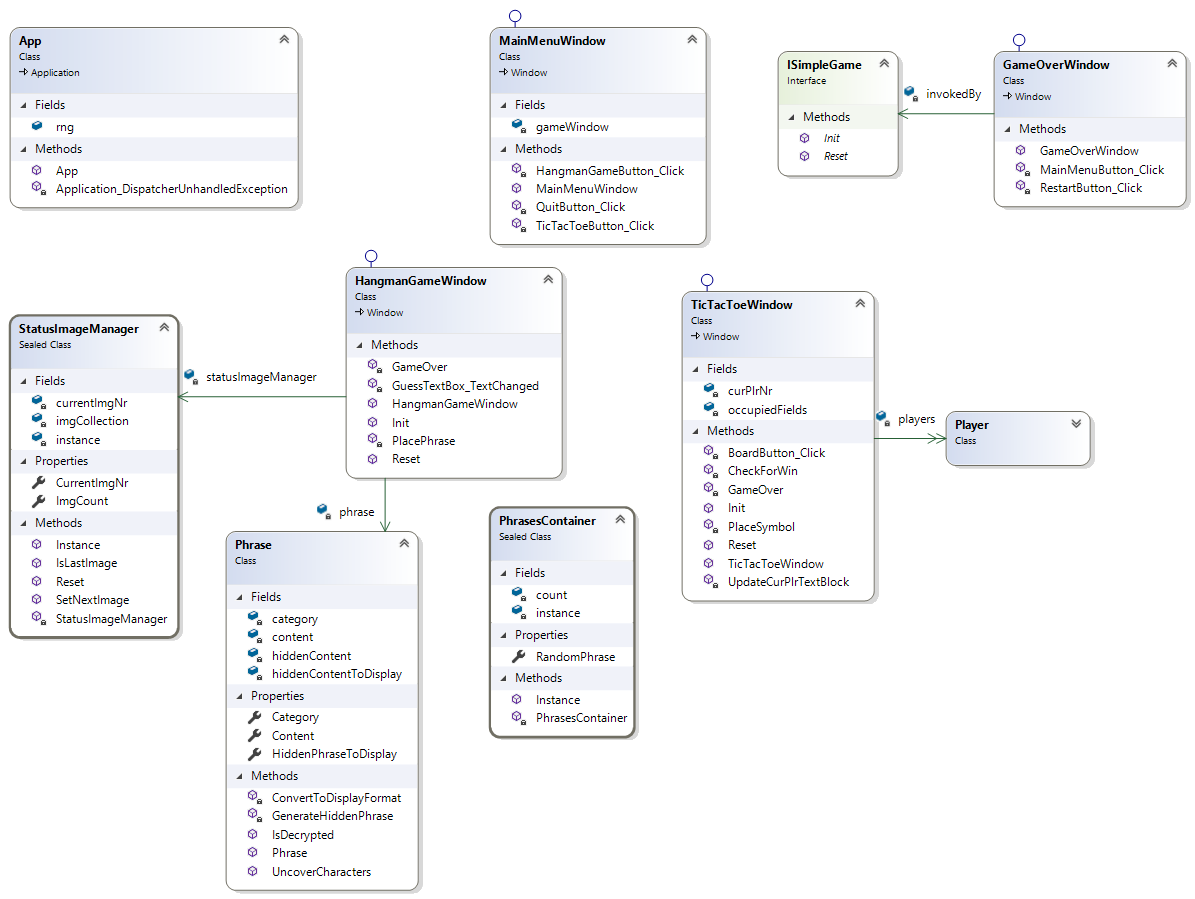 App
Class
Application
Fields
rng
Methods
App
Application_DispatcherUnhandledException
MainMenuWindow
Class
Window
Fields
gameWindow
Methods
HangmanGameButton_Click
MainMenuWindow
QuitButton_Click
TicTacToeButton_Click
ISimpleGame
Interface
Methods
Init
Reset
invokedBy
GameOverWindow
Class
Window
Methods
GameOverWindow
MainMenuButton_Click
RestartButton_Click
StatusImageManager
Sealed Class
Fields
currentImgNr
imgCollection
instance
Properties
CurrentImgNr
ImgCount
Methods
Instance
IsLastImage
Reset
SetNextImage
StatusImageManager
statusImageManager
HangmanGameWindow
Class
Window
Methods
GameOver
GuessTextBox_TextChanged
HangmanGameWindow
Init
PlacePhrase
Reset
phrase
Phrase
Class
Fields
category
content
hiddenContent
hiddenContentToDisplay
Properties
Category
Content
HiddenPhraseToDisplay
Methods
ConvertToDisplayFormat
GenerateHiddenPhrase
IsDecrypted
Phrase
UncoverCharacters
PhrasesContainer
Sealed Class
Fields
count
instance
Properties
RandomPhrase
Methods
Instance
PhrasesContainer
TicTacToeWindow
Class
Window
Fields
curPlrNr
occupiedFields
Methods
BoardButton_Click
CheckForWin
GameOver
Init
PlaceSymbol
Reset
TicTacToeWindow
UpdateCurPlrTextBlock
players
Player
Class